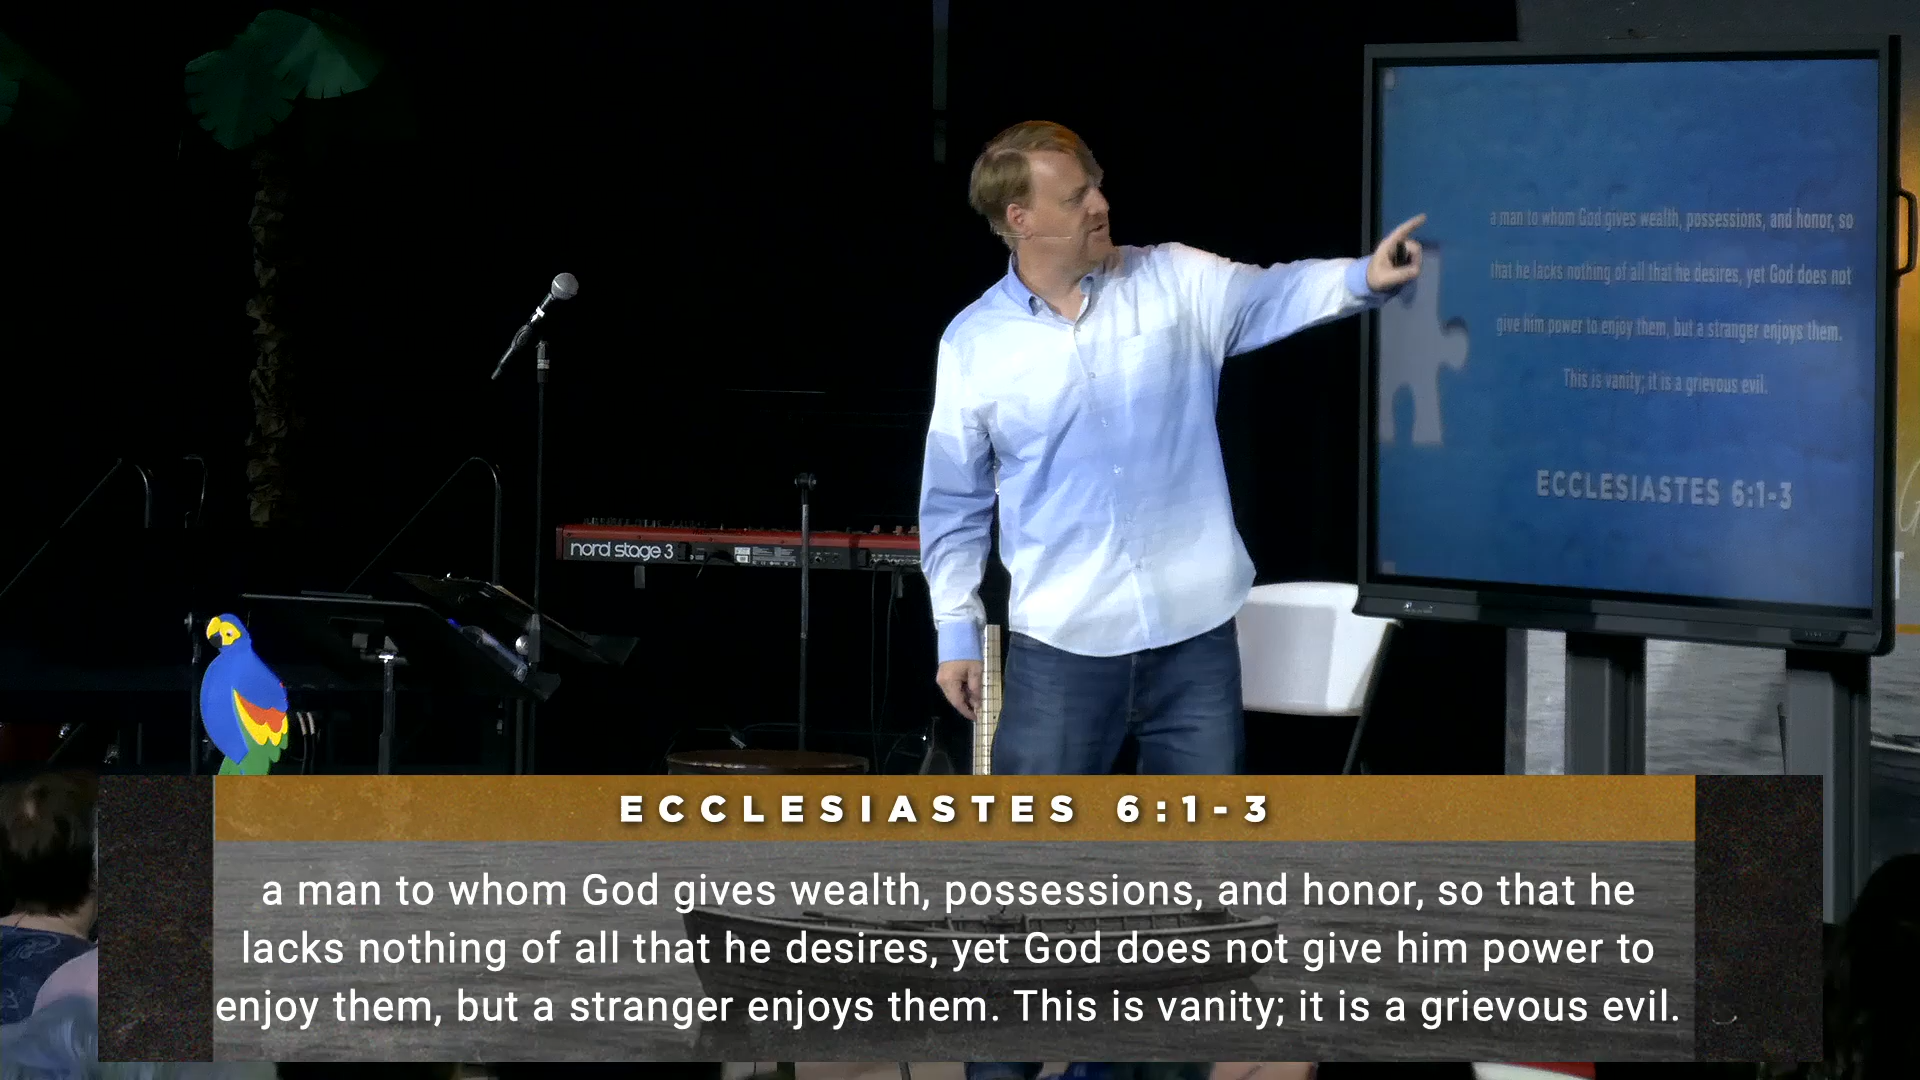 a man to whom God gives wealth, possessions, and honor, so
that he lacks nothing of all that he desires, yet God does not
give him power to enjoy them, but a stranger enjoys them.
This is vanity; it is a grievous evil.
ECCLESIASTES 6:1-3
nord stage 3
ECCLESIASTES 6:1-3
a man to whom God gives wealth, possessions, and honor, so that he
lacks nothing of all that he desires, yet God does not give him power to
enjoy them, but a stranger enjoys them. This is vanity; it is a grievous evil.